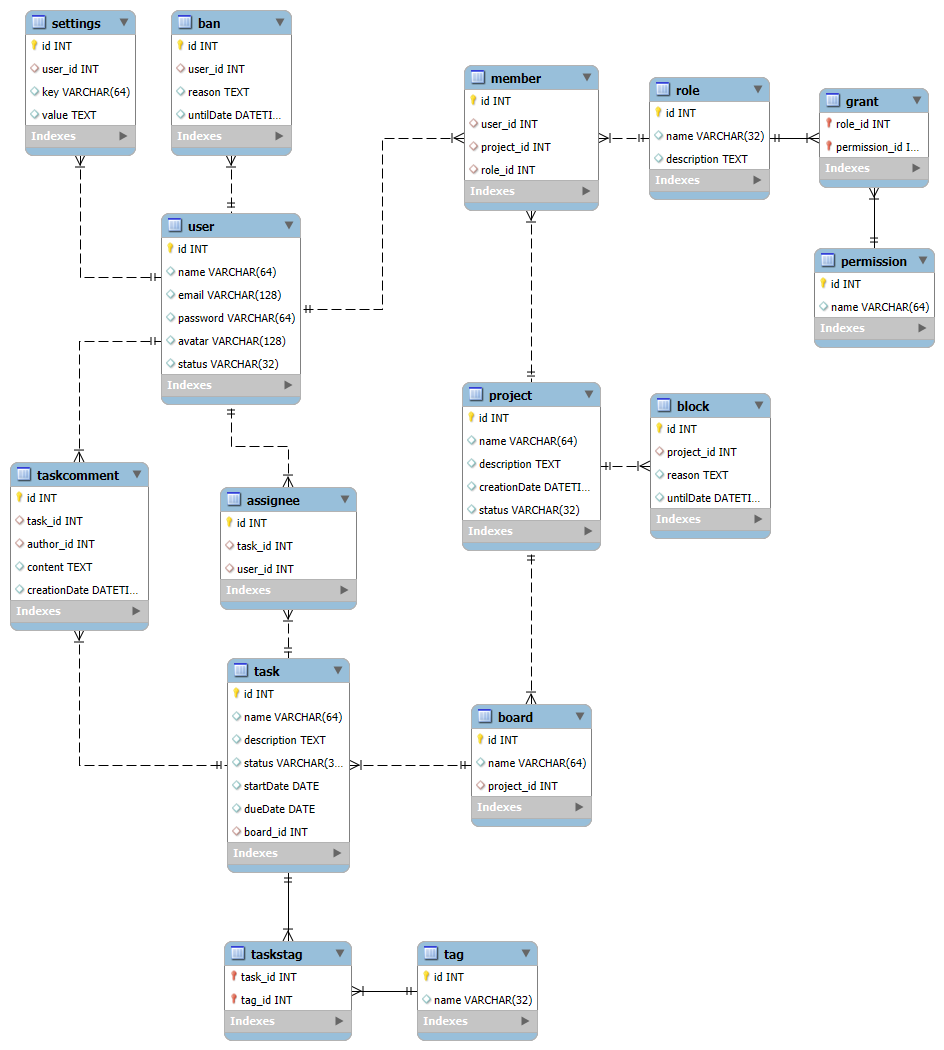 settings
id INT
user_id INT
key VARCHAR(64)
value TEXT
Indexes
ban
id INT
user_id INT
reason TEXT
untilDate DATETI...
Indexes
member
id INT
user_id INT
project_id INT
role_id INT
Indexes
role
id INT
name VARCHAR(32)
description TEXT
Indexes
grant
role_id INT
permission_id I...
Indexes
user
id INT
name VARCHAR(64)
email VARCHAR(128)
password VARCHAR(64)
avatar VARCHAR(128)
status VARCHAR(32)
Indexes
permission
id INT
name VARCHAR(64)
Indexes
project
id INT
name VARCHAR(64)
description TEXT
creationDate DATETI...
status VARCHAR(32)
Indexes
block
id INT
project_id INT
reason TEXT
untilDate DATETI...
Indexes
taskcomment
id INT
task_id INT
author_id INT
content TEXT
creationDate DATETI...
Indexes
assignee
id INT
task_id INT
user_id INT
Indexes
task
id INT
name VARCHAR(64)
description TEXT
status VARCHAR(3...
startDate DATE
dueDate DATE
board_id INT
Indexes
board
id INT
name VARCHAR(64)
project_id INT
Indexes
taskstag
task_id INT
tag_id INT
Indexes
tag
id INT
name VARCHAR(32)
Indexes